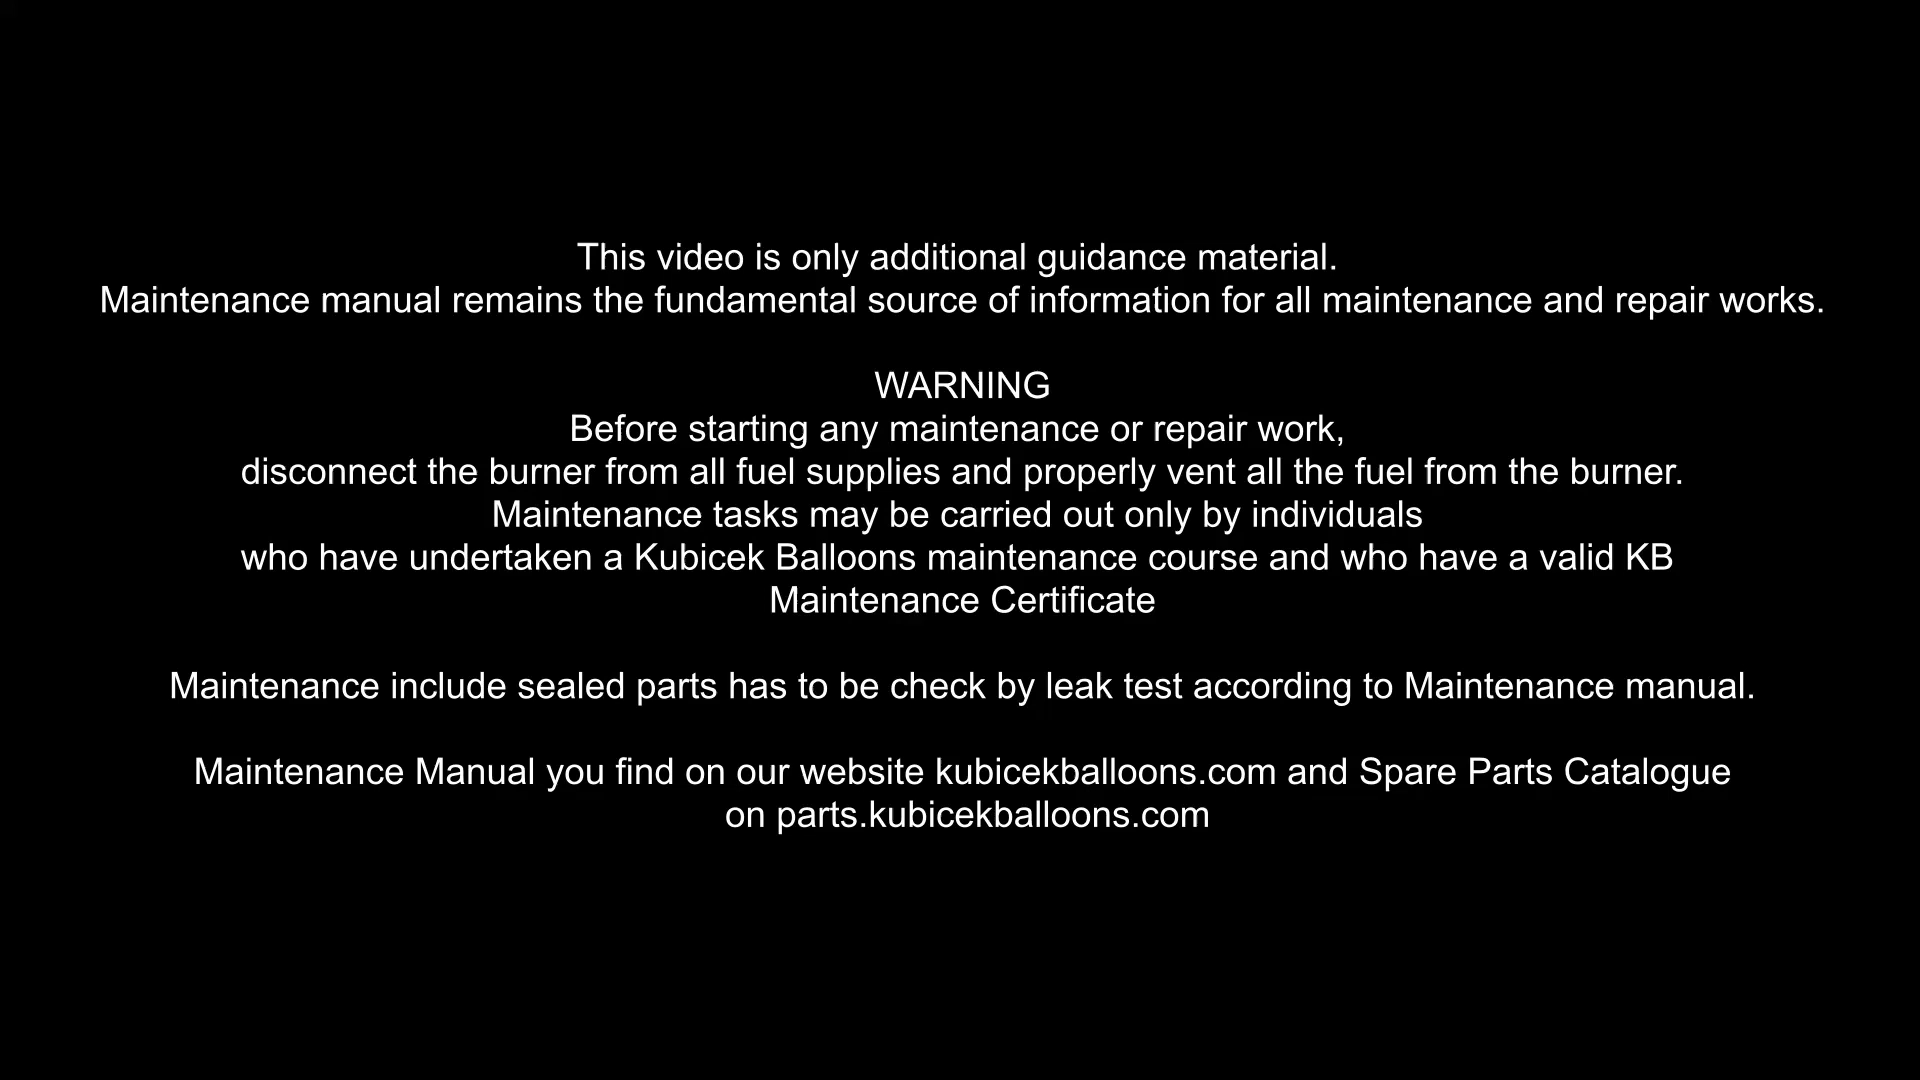 This video is only additional guidance material.
Maintenance manual remains the fundamental source of information for all maintenance and repair works.
WARNING
Before starting any maintenance or repair work,
disconnect the burner from all fuel supplies and properly vent all the fuel from the burner.
Maintenance tasks may be carried out only by individuals
who have undertaken a Kubicek Balloons maintenance course and who have a valid KB
Maintenance Certificate
Maintenance include sealed parts has to be check by leak test according to Maintenance manual.
Maintenance Manual you find on our website kubicekballoons.com and Spare Parts Catalogue
on parts.kubicekballoons.com